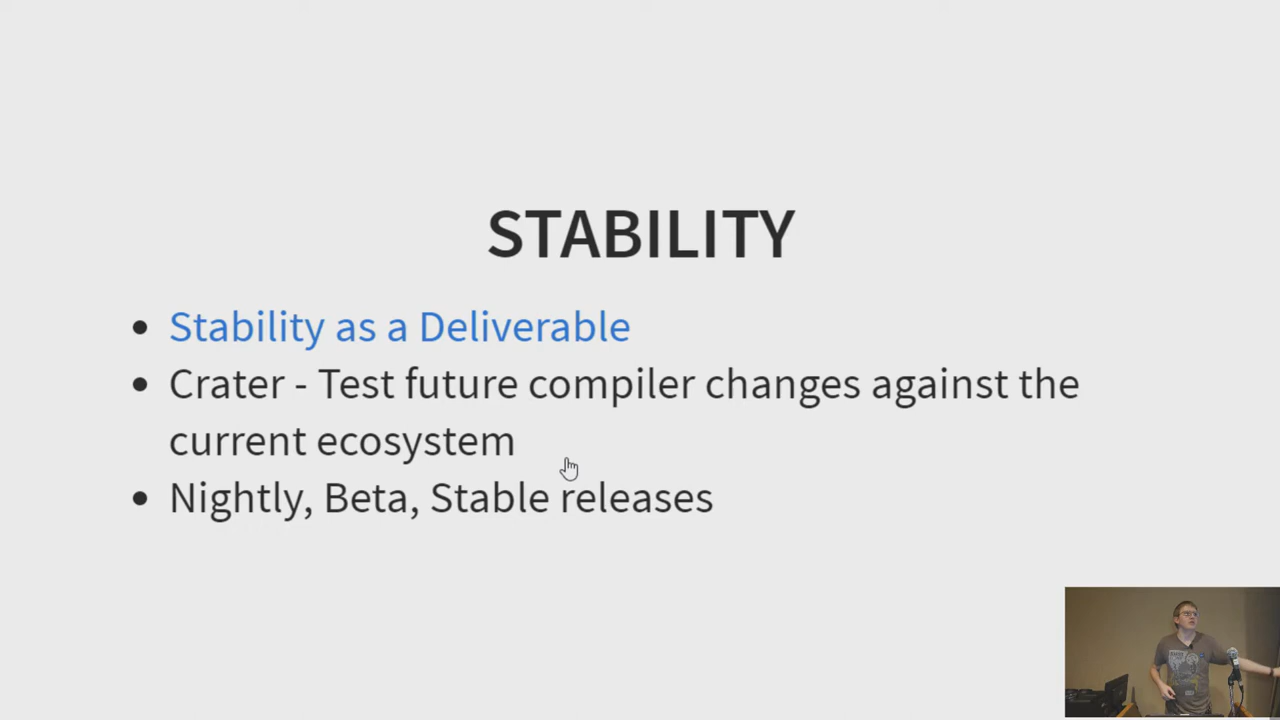 STABILITY
• Stability as a Deliverable
• Crater - Test future compiler changes against the
current ecosystem
• Nightly, Beta, Stable releases